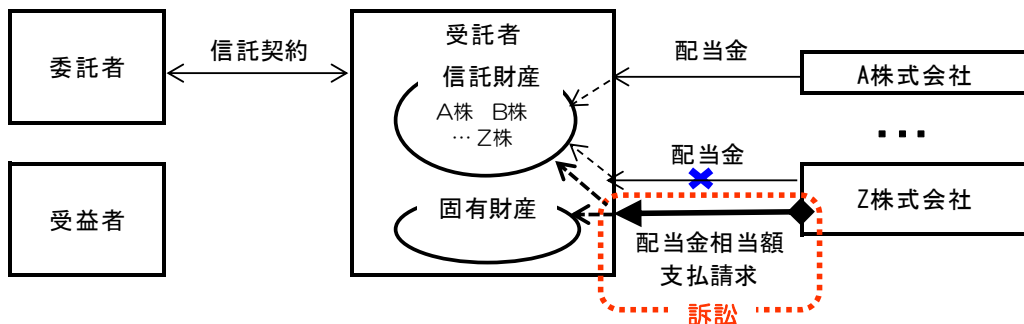 委託者
信託契約
受託者
信託財産
A株 B株
…Z株
固有財産
受益者
配当金
A株式会社
...
配当金
Z株式会社
配当金相当額
支払請求
訴訟